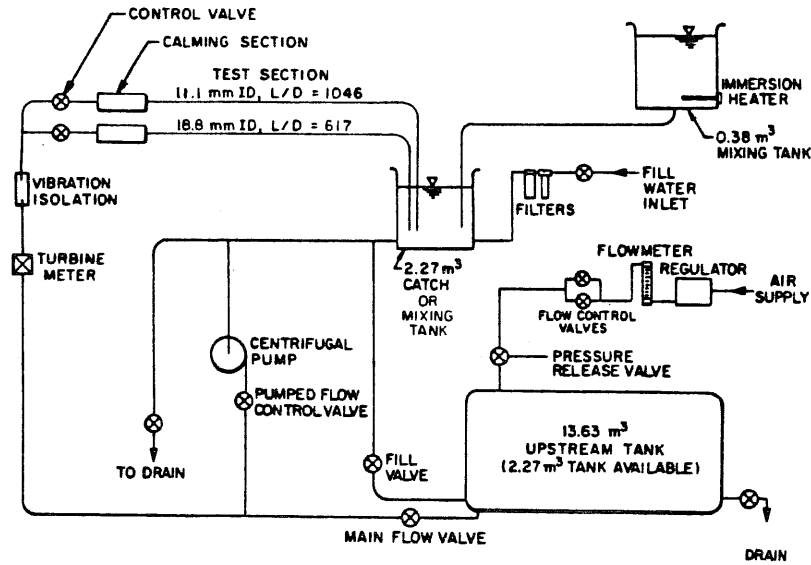 CONTROL VALVE
CALMING SECTION
TEST SECTION
11.1 mm ID, L/D = 1046
18.8 mm ID, L/D = 617
IMMERSION
HEATER
0.38 m³
MIXING TANK
VIBRATION
ISOLATION
FILTERS
FILL
WATER
INLET
TURBINE
METER
2.27 m³
CATCH
OR
MIXING
TANK
FLOWMETER
REGULATOR
AIR
SUPPLY
FLOW CONTROL
VALVES
CENTRIFUGAL
PUMP
PRESSURE
RELEASE VALVE
PUMPED FLOW
CONTROL VALVE
13.63 m³
UPSTREAM TANK
(2.27 m³ TANK AVAILABLE)
TO DRAIN
FILL
VALVE
MAIN FLOW VALVE
DRAIN